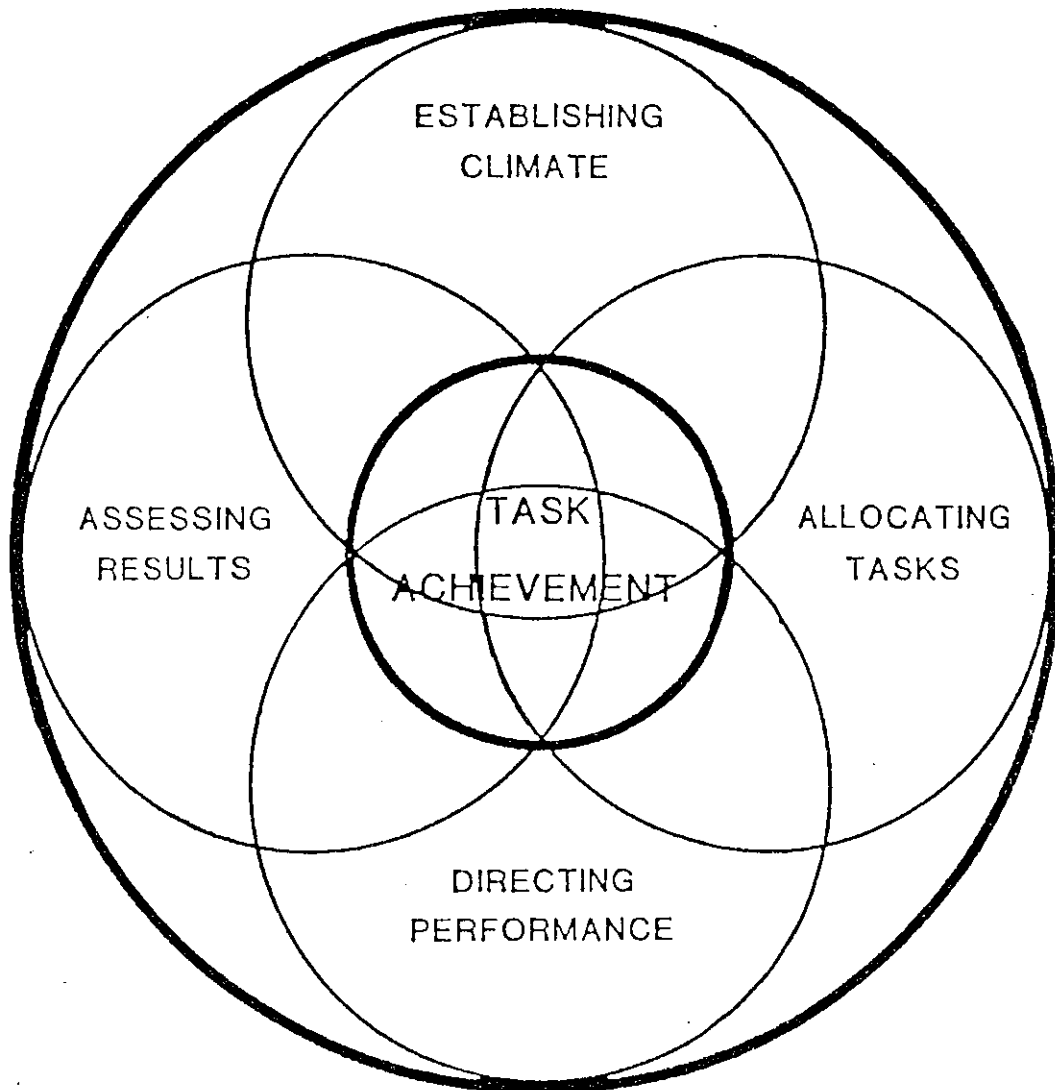 ESTABLISHING
CLIMATE
ASSESSING
RESULTS
TASK
ACHIEVEMENT
ALLOCATING
TASKS
DIRECTING
PERFORMANCE